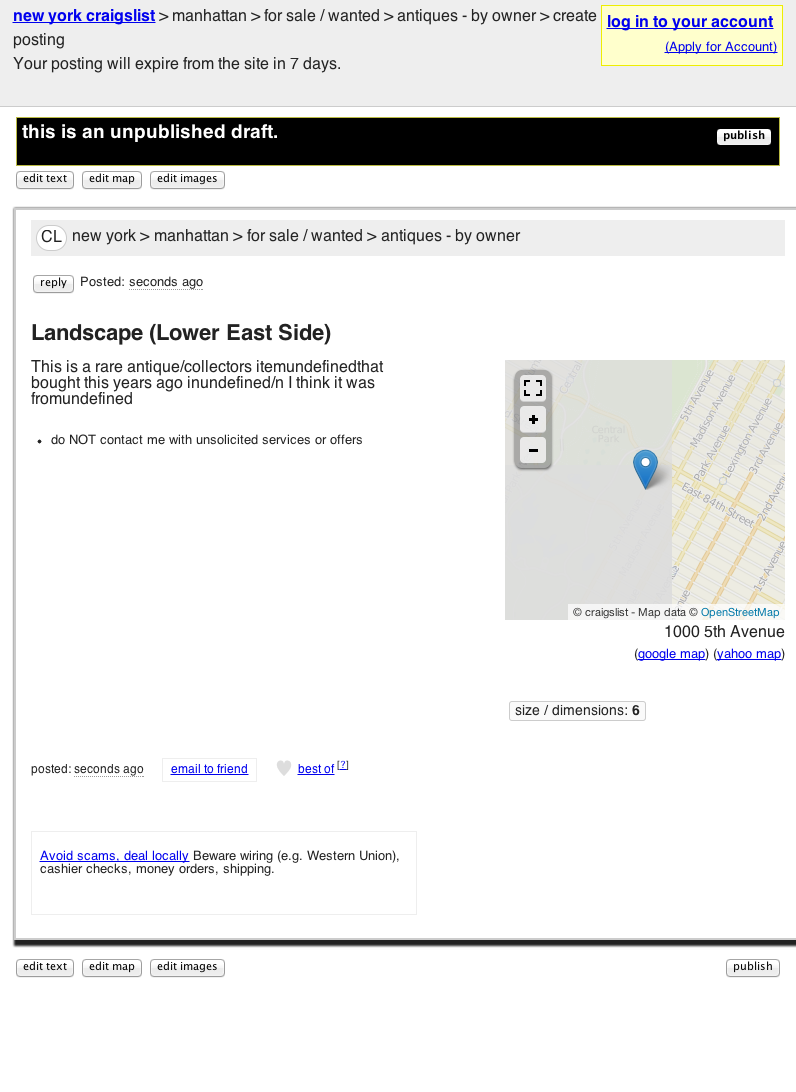 new york craigslist > manhattan > for sale / wanted > antiques - by owner > create
posting
Your posting will expire from the site in 7 days.
log in to your account
(Apply for Account)
this is an unpublished draft.
publish
edit text edit map edit images
CL new york > manhattan > for sale / wanted > antiques - by owner
reply Posted: seconds ago
Landscape (Lower East Side)
This is a rare antique/collectors itemundefinedthat
bought this years ago inundefined/n I think it was
fromundefined
do NOT contact me with unsolicited services or offers
Central
Park
5th Avenue
Madison Avenue
Park Avenue
Lexington Avenue
3rd Avenue
East 84th Street
2nd Aven
1st Avenue
+
-
© craigslist - Map data © OpenStreetMap
1000 5th Avenue
(google map) (yahoo map)
size / dimensions: 6
posted: seconds ago email to friend best of [?]
Avoid scams, deal locally Beware wiring (e.g. Western Union),
cashier checks, money orders, shipping.
edit text edit map edit images publish